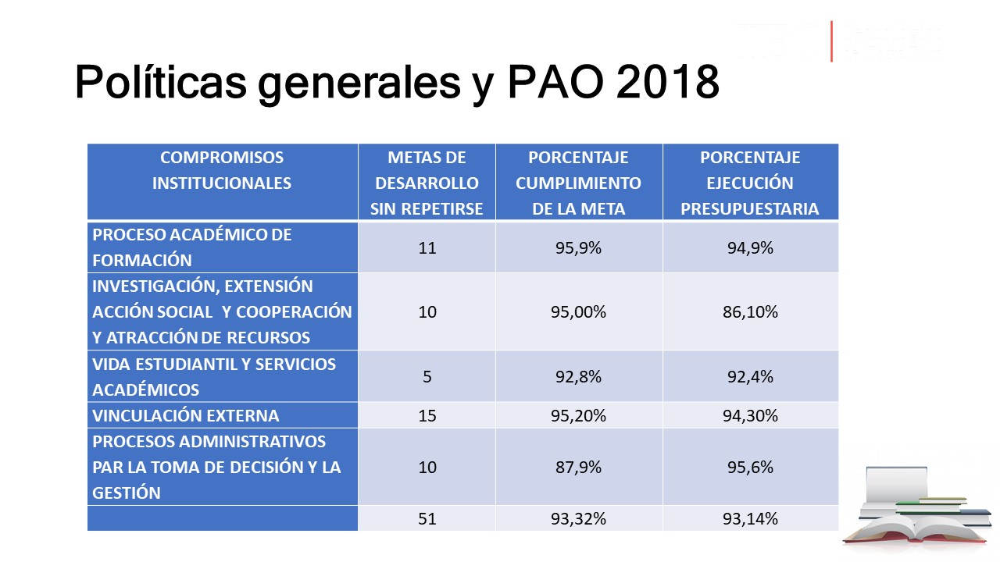 Políticas generales y PAO 2018
COMPROMISOS
INSTITUCIONALES
METAS DE
DESARROLLO
SIN REPETIRSE
PORCENTAJE
CUMPLIMIENTO
DE LA META
PORCENTAJE
EJECUCIÓN
PRESUPUESTARIA
PROCESO ACADÉMICO DE
FORMACIÓN
11
95,9%
94,9%
INVESTIGACIÓN, EXTENSIÓN
ACCIÓN SOCIAL  Y COOPERACIÓN
Y ATRACCIÓN DE RECURSOS
10
95,00%
86,10%
VIDA ESTUDIANTIL Y SERVICIOS
ACADÉMICOS
5
92,8%
92,4%
VINCULACIÓN EXTERNA
15
95,20%
94,30%
PROCESOS ADMINISTRATIVOS
PAR LA TOMA DE DECISIÓN Y LA
GESTIÓN
10
87,9%
95,6%
51
93,32%
93,14%